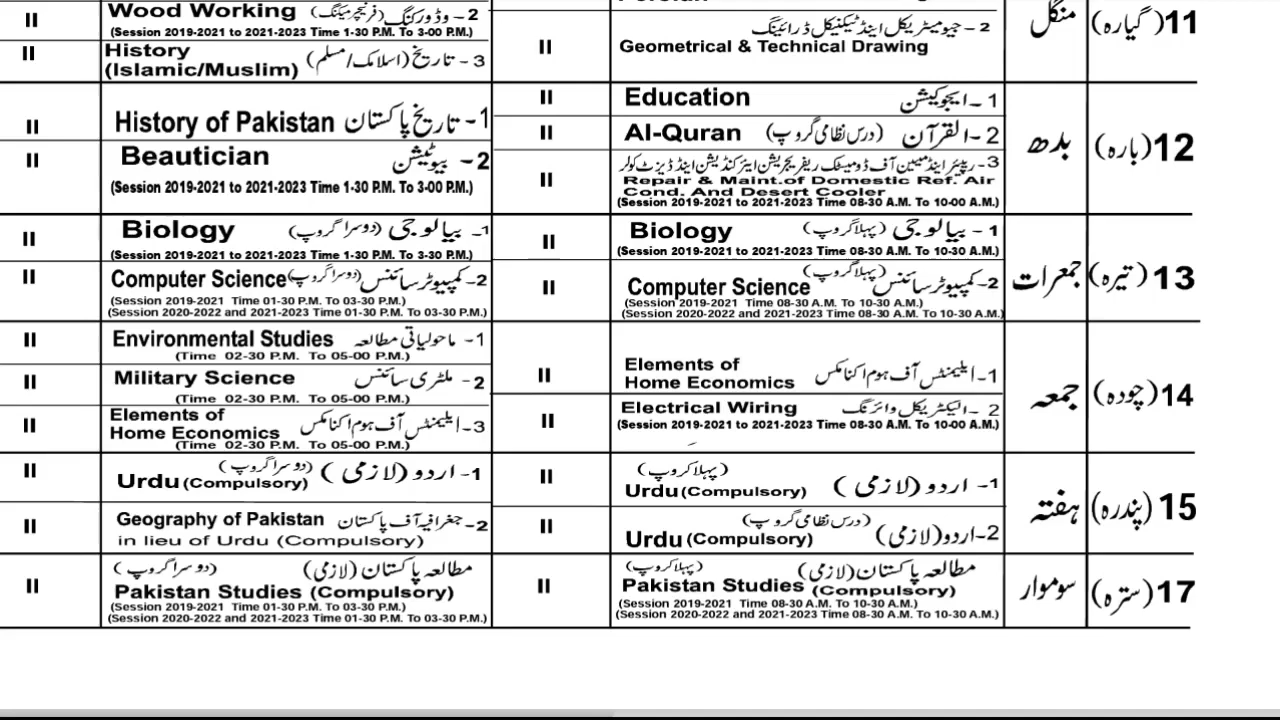 II
Wood Working (فرنیچر میکنگ) 2- وڈ ورکنگ
(Session 2019-2021 to 2021-2023 Time 1-30 P.M. To 3-00 P.M.)
II
History
(Islamic/Muslim) 3- تاریخ (اسلامک/مسلم)
2- جیومیٹریکل اینڈ ٹیکنیکل ڈرائینگ
II
Geometrical & Technical Drawing
منگل
11 (گیارہ)
II
History of Pakistan 1- تاریخ پاکستان
II
Beautician 2- بیوٹیشن
(Session 2019-2021 to 2021-2023 Time 1-30 P.M. To 3-00 P.M.)
II
Education 1- ایجوکیشن
II
Al-Quran (درس نظامی گروپ) 2- القرآن
3- ریپئر اینڈ مینٹین آف ڈومیسٹک ریفریجریشن ایئر کنڈیشن اینڈ ڈیزٹ کولر
II
Repair & Maint.of Domestic Ref. Air
Cond. And Desert Cooler
(Session 2019-2021 to 2021-2023 Time 08-30 A.M. To 10-00 A.M.)
بدھ
12 (بارہ)
II
Biology (دوسرا گروپ) 1- بیالوجی
(Session 2019-2021 to 2021-2023 Time 1-30 P.M. To 3-30 P.M.)
II
Computer Science (دوسرا گروپ) 2- کمپیوٹر سائنس
(Session 2019-2021 Time 01-30 P.M. To 03-30 P.M.)
(Session 2020-2022 and 2021-2023 Time 01-30 P.M. To 03-30 P.M.)
II
Biology (پہلا گروپ) 1- بیالوجی
(Session 2019-2021 to 2021-2023 Time 08-30 A.M. To 10-30 A.M.)
II
Computer Science (پہلا گروپ) 2- کمپیوٹر سائنس
(Session 2019-2021 Time 08-30 A.M. To 10-30 A.M.)
(Session 2020-2022 and 2021-2023 Time 08-30 A.M. To 10-30 A.M.)
جمعرات
13 (تیرہ)
II
Environmental Studies 1- ماحولیاتی مطالعہ
(Time 02-30 P.M. To 05-00 P.M.)
II
Military Science 2- ملٹری سائنس
(Time 02-30 P.M. To 05-00 P.M.)
II
Elements of
Home Economics 3- ایلیمنٹس آف ہوم اکنامکس
(Time 02-30 P.M. To 05-00 P.M.)
II
Elements of
Home Economics 1- ایلیمنٹس آف ہوم اکنامکس
II
Electrical Wiring 2- الیکٹریکل وائرنگ
(Session 2019-2021 to 2021-2023 Time 08-30 A.M. To 10-00 A.M.)
جمعہ
14 (چودہ)
II
(دوسرا گروپ) 1- اردو (لازمی)
Urdu (Compulsory)
II
Geography of Pakistan 2- جغرافیہ آف پاکستان
in lieu of Urdu (Compulsory)
II
(پہلا گروپ) 1- اردو (لازمی)
Urdu (Compulsory)
II
(درس نظامی گروپ) 2- اردو (لازمی)
Urdu (Compulsory)
ہفتہ
15 (پندرہ)
II
مطالعہ پاکستان (لازمی) (دوسرا گروپ)
Pakistan Studies (Compulsory)
(Session 2019-2021 Time 01-30 P.M. To 03-30 P.M.)
(Session 2020-2022 and 2021-2023 Time 01-30 P.M. To 03-30 P.M.)
II
مطالعہ پاکستان (لازمی) (پہلا گروپ)
Pakistan Studies (Compulsory)
(Session 2019-2021 Time 08-30 A.M. To 10-30 A.M.)
(Session 2020-2022 and 2021-2023 Time 08-30 A.M. To 10-30 A.M.)
سوموار
17 (سترہ)